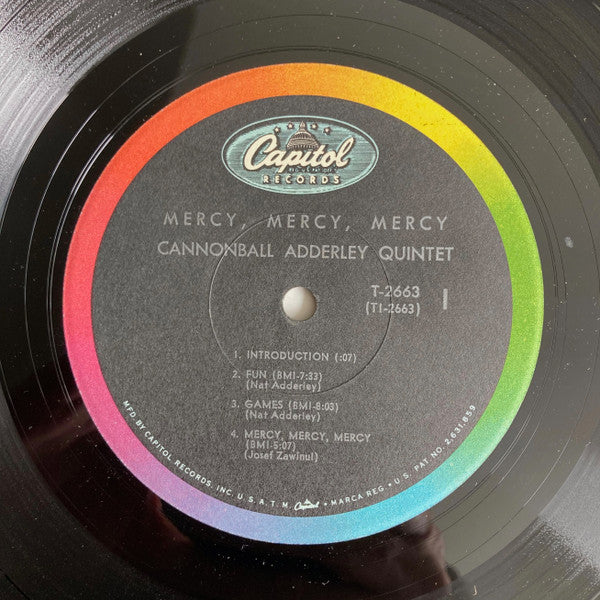 Capitol
RECORDS
MERCY, MERCY, MERCY
CANNONBALL ADDERLEY QUINTET
T-2663
(T1-2663)
1
1. INTRODUCTION (:07)
2. FUN (BMI-7:33)
(Nat Adderley)
3. GAMES (BMI-8:03)
(Nat Adderley)
4. MERCY, MERCY, MERCY
(BMI-5:07)
(Josef Zawinul)
MFD. BY CAPITOL RECORDS, INC. U.S.A. T.M. Capitol • MARCA REG. • U.S. PAT. NO. 2,631,859